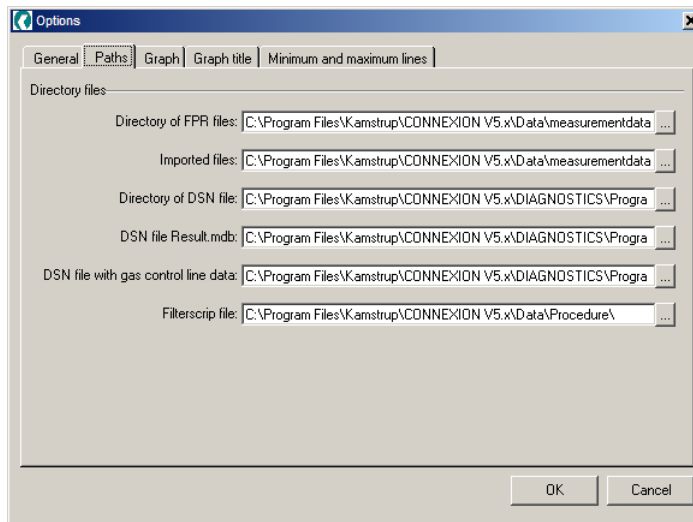 Options
General Paths Graph Graph title Minimum and maximum lines
Directory files
Directory of FPR files: C:\Program Files\Kamstrup\CONNEXION V5.x\Data\measurementdata ...
Imported files: C:\Program Files\Kamstrup\CONNEXION V5.x\Data\measurementdata ...
Directory of DSN file: C:\Program Files\Kamstrup\CONNEXION V5.x\DIAGNOSTICS\Progra ...
DSN file Result.mdb: C:\Program Files\Kamstrup\CONNEXION V5.x\DIAGNOSTICS\Progra ...
DSN file with gas control line data: C:\Program Files\Kamstrup\CONNEXION V5.x\DIAGNOSTICS\Progra ...
Filterscrip file: C:\Program Files\Kamstrup\CONNEXION V5.x\Data\Procedure\ ...
OK Cancel